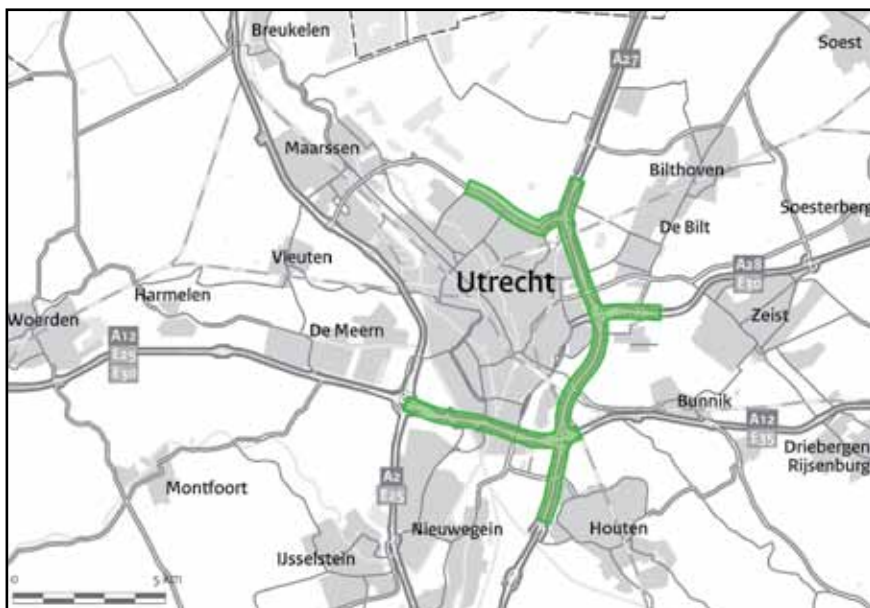 Breukelen
Soest
A27
Maarssen
Bilthoven
Soesterberg
De Bilt
Vleuten
Utrecht
A28
E30
Harmelen
Zeist
Woerden
De Meern
A12
E25
E30
Bunnik
A12
E35
Driebergen
Rijsenburg
A2
E25
Montfoort
Nieuwegein
Houten
IJsselstein
0 5 km